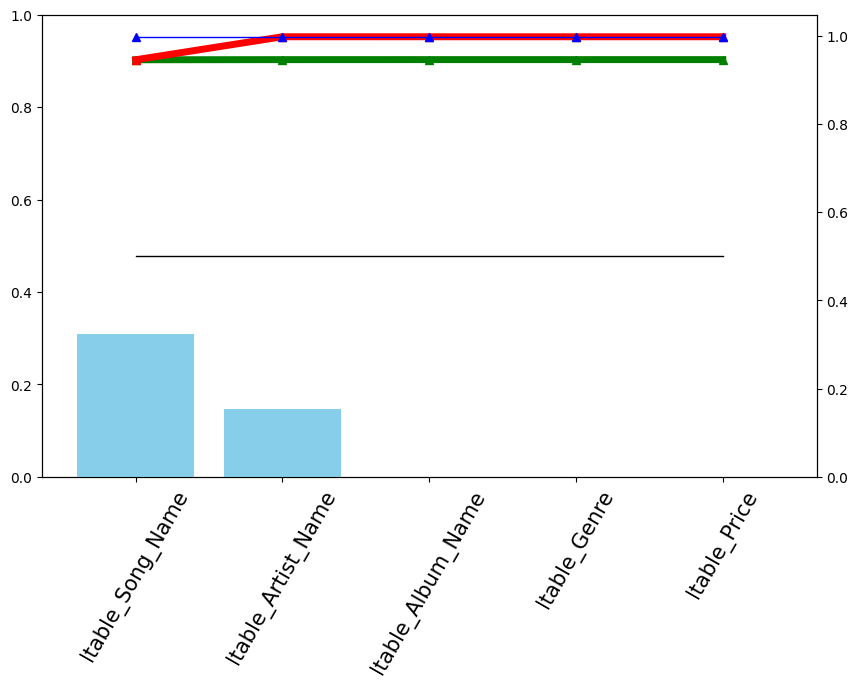 1.0
0.8
0.6
0.4
0.2
0.0
1.0
0.8
0.6
0.4
0.2
0.0
ltable_Song_Name
ltable_Artist_Name
ltable_Album_Name
ltable_Genre
ltable_Price